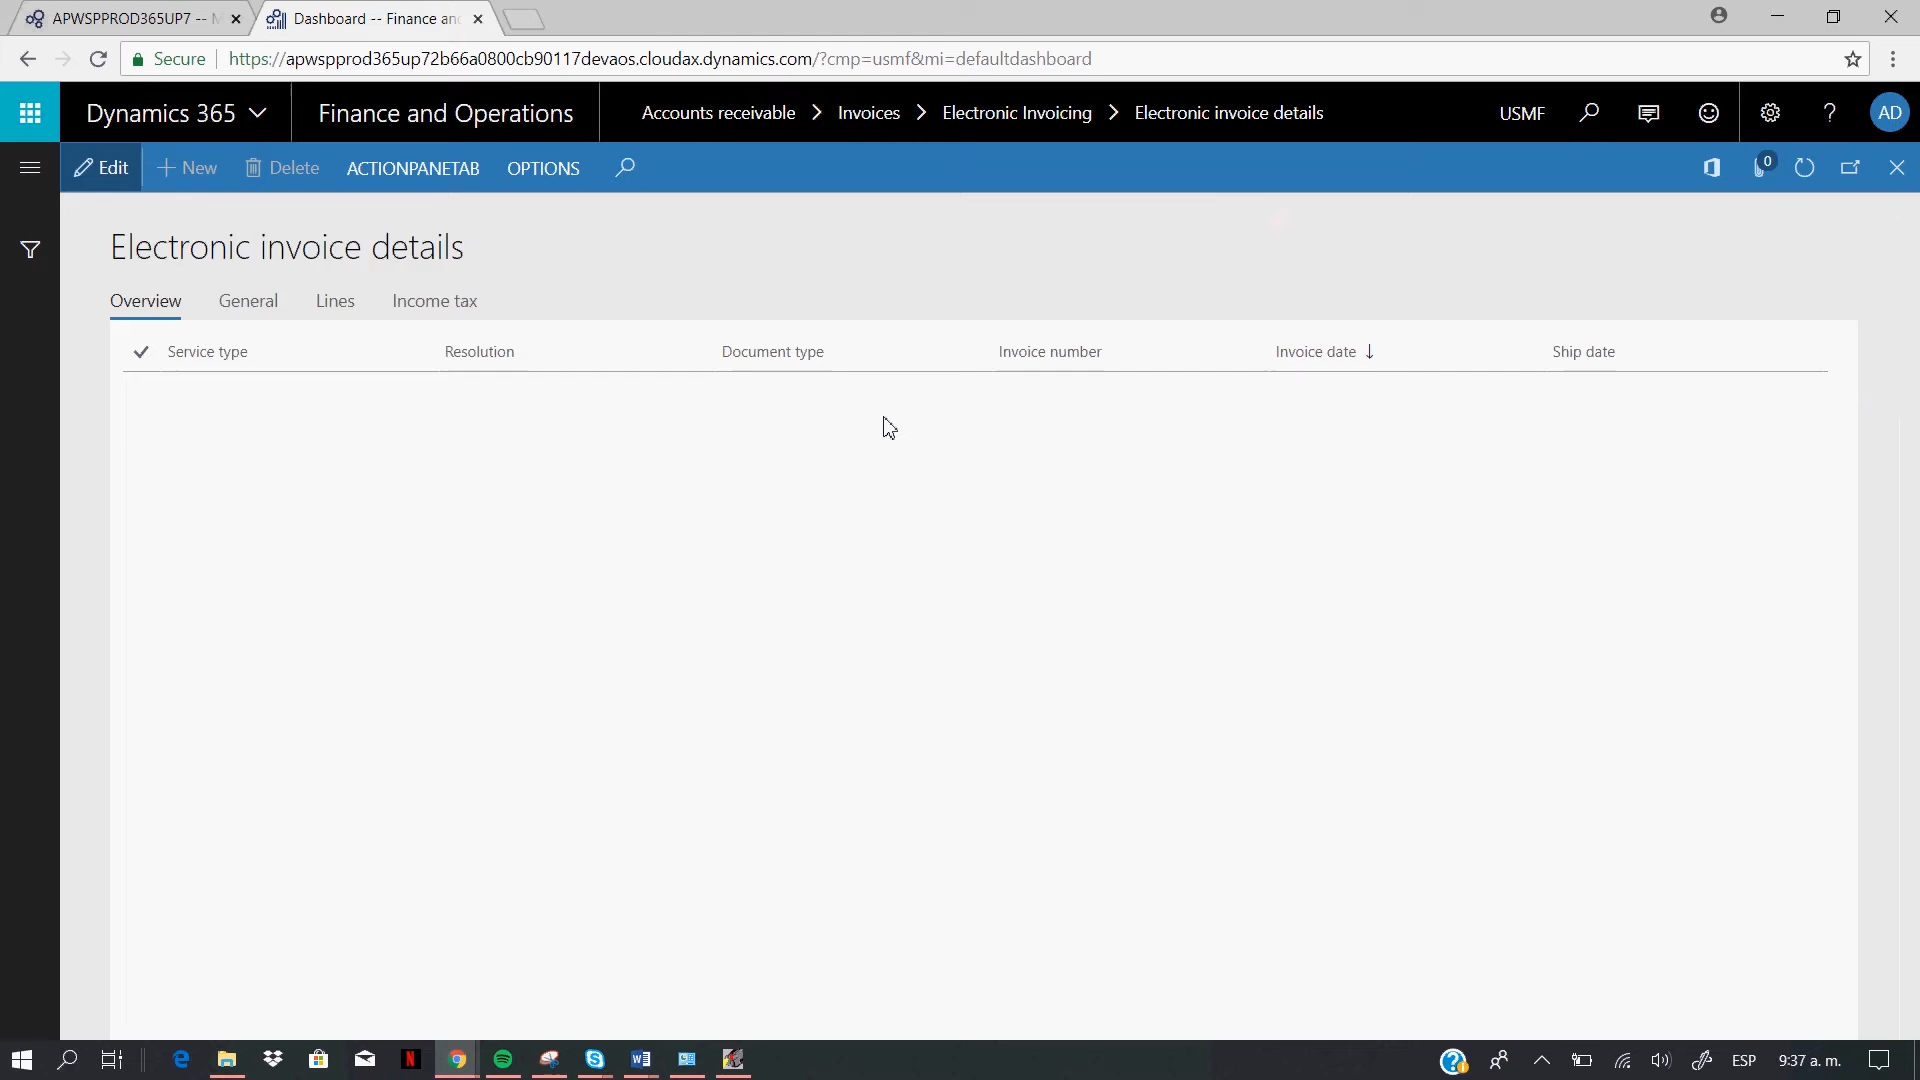 APWSPPROD365UP7 -- M
Dashboard -- Finance and
Secure
https://apwspprod365up72b66a0800cb90117devaos.cloudax.dynamics.com/?cmp=usmf&mi=defaultdashboard
Dynamics 365
Finance and Operations
Accounts receivable
Invoices
Electronic Invoicing
Electronic invoice details
USMF
?
AD
Edit
New
Delete
ACTIONPANETAB
OPTIONS
0
Electronic invoice details
Overview
General
Lines
Income tax
Service type
Resolution
Document type
Invoice number
Invoice date
Ship date
ESP
9:37 a. m.